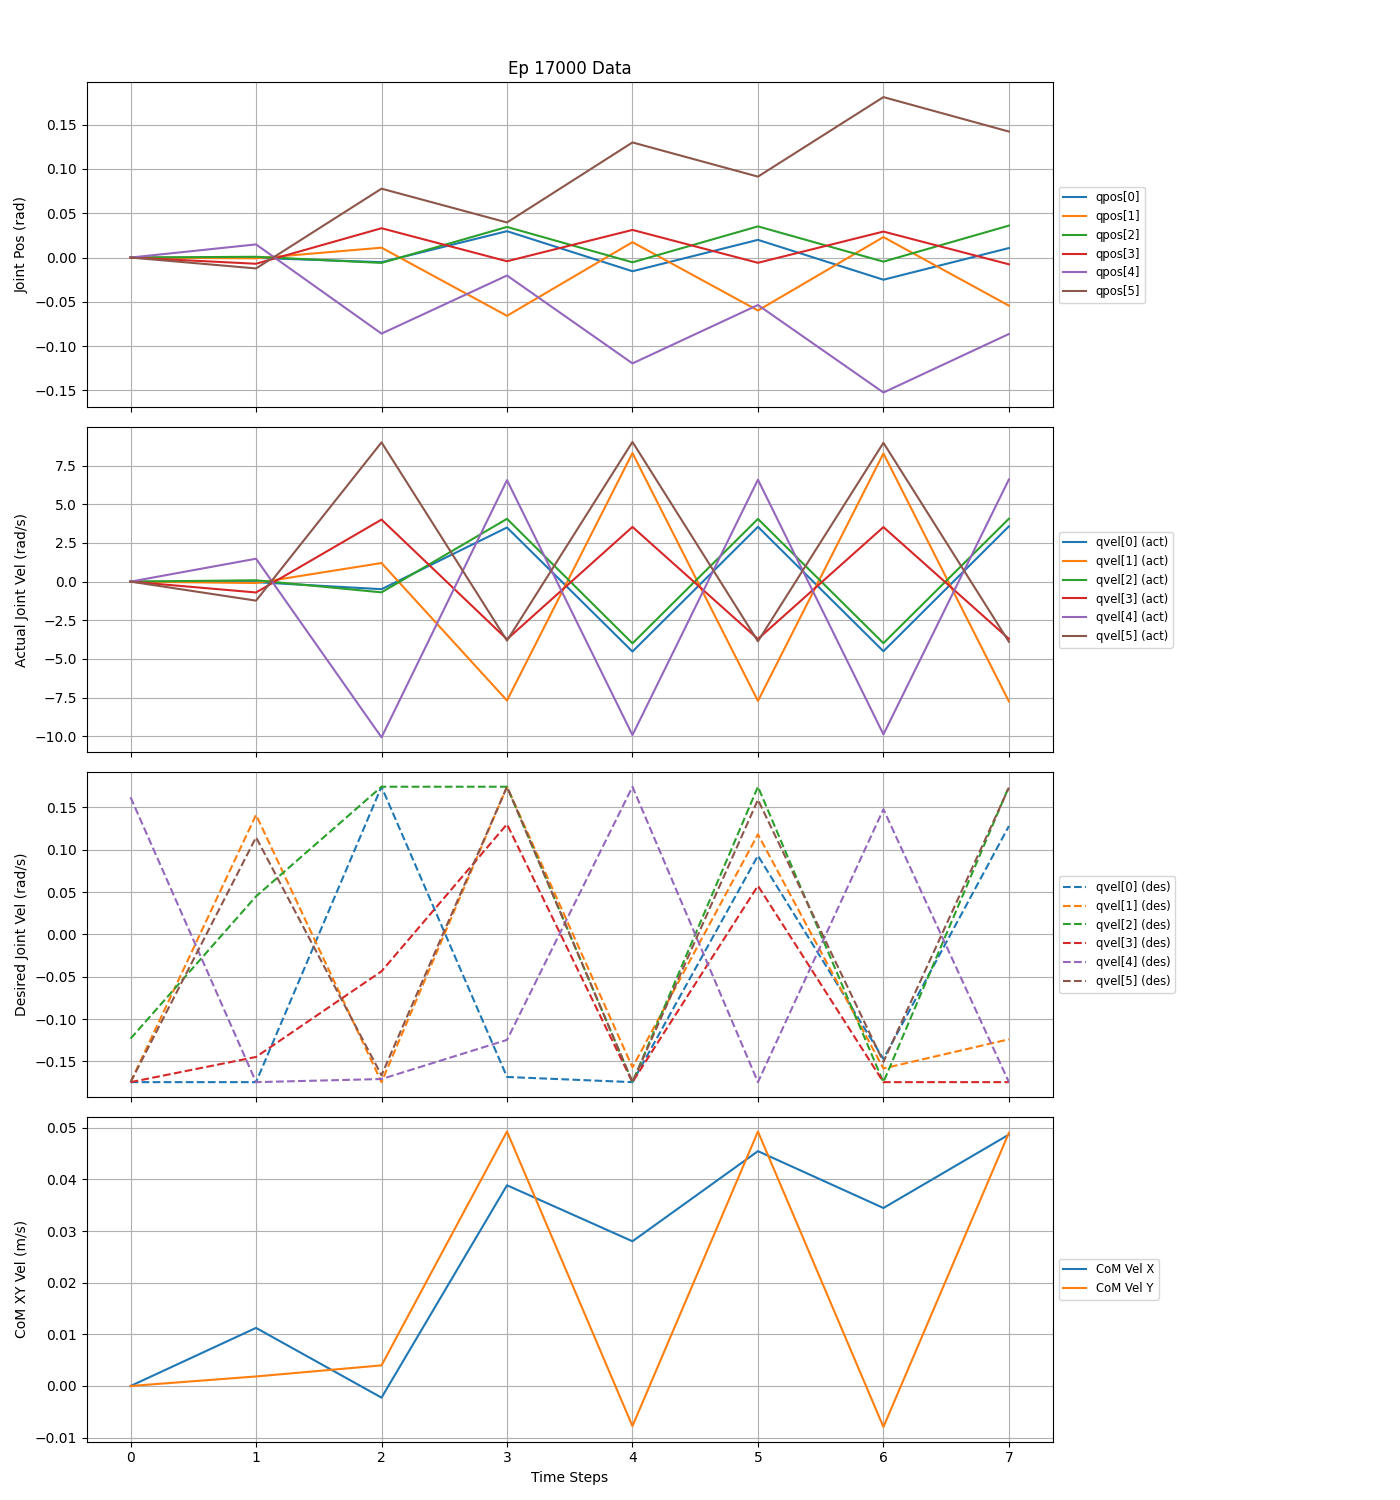 Ep 17000 Data
Joint Pos (rad)
0.15
0.10
0.05
0.00
−0.05
−0.10
−0.15
qpos[0]
qpos[1]
qpos[2]
qpos[3]
qpos[4]
qpos[5]
Actual Joint Vel (rad/s)
7.5
5.0
2.5
0.0
−2.5
−5.0
−7.5
−10.0
qvel[0] (act)
qvel[1] (act)
qvel[2] (act)
qvel[3] (act)
qvel[4] (act)
qvel[5] (act)
Desired Joint Vel (rad/s)
0.15
0.10
0.05
0.00
−0.05
−0.10
−0.15
qvel[0] (des)
qvel[1] (des)
qvel[2] (des)
qvel[3] (des)
qvel[4] (des)
qvel[5] (des)
CoM XY Vel (m/s)
0.05
0.04
0.03
0.02
0.01
0.00
−0.01
CoM Vel X
CoM Vel Y
0 1 2 3 4 5 6 7
Time Steps